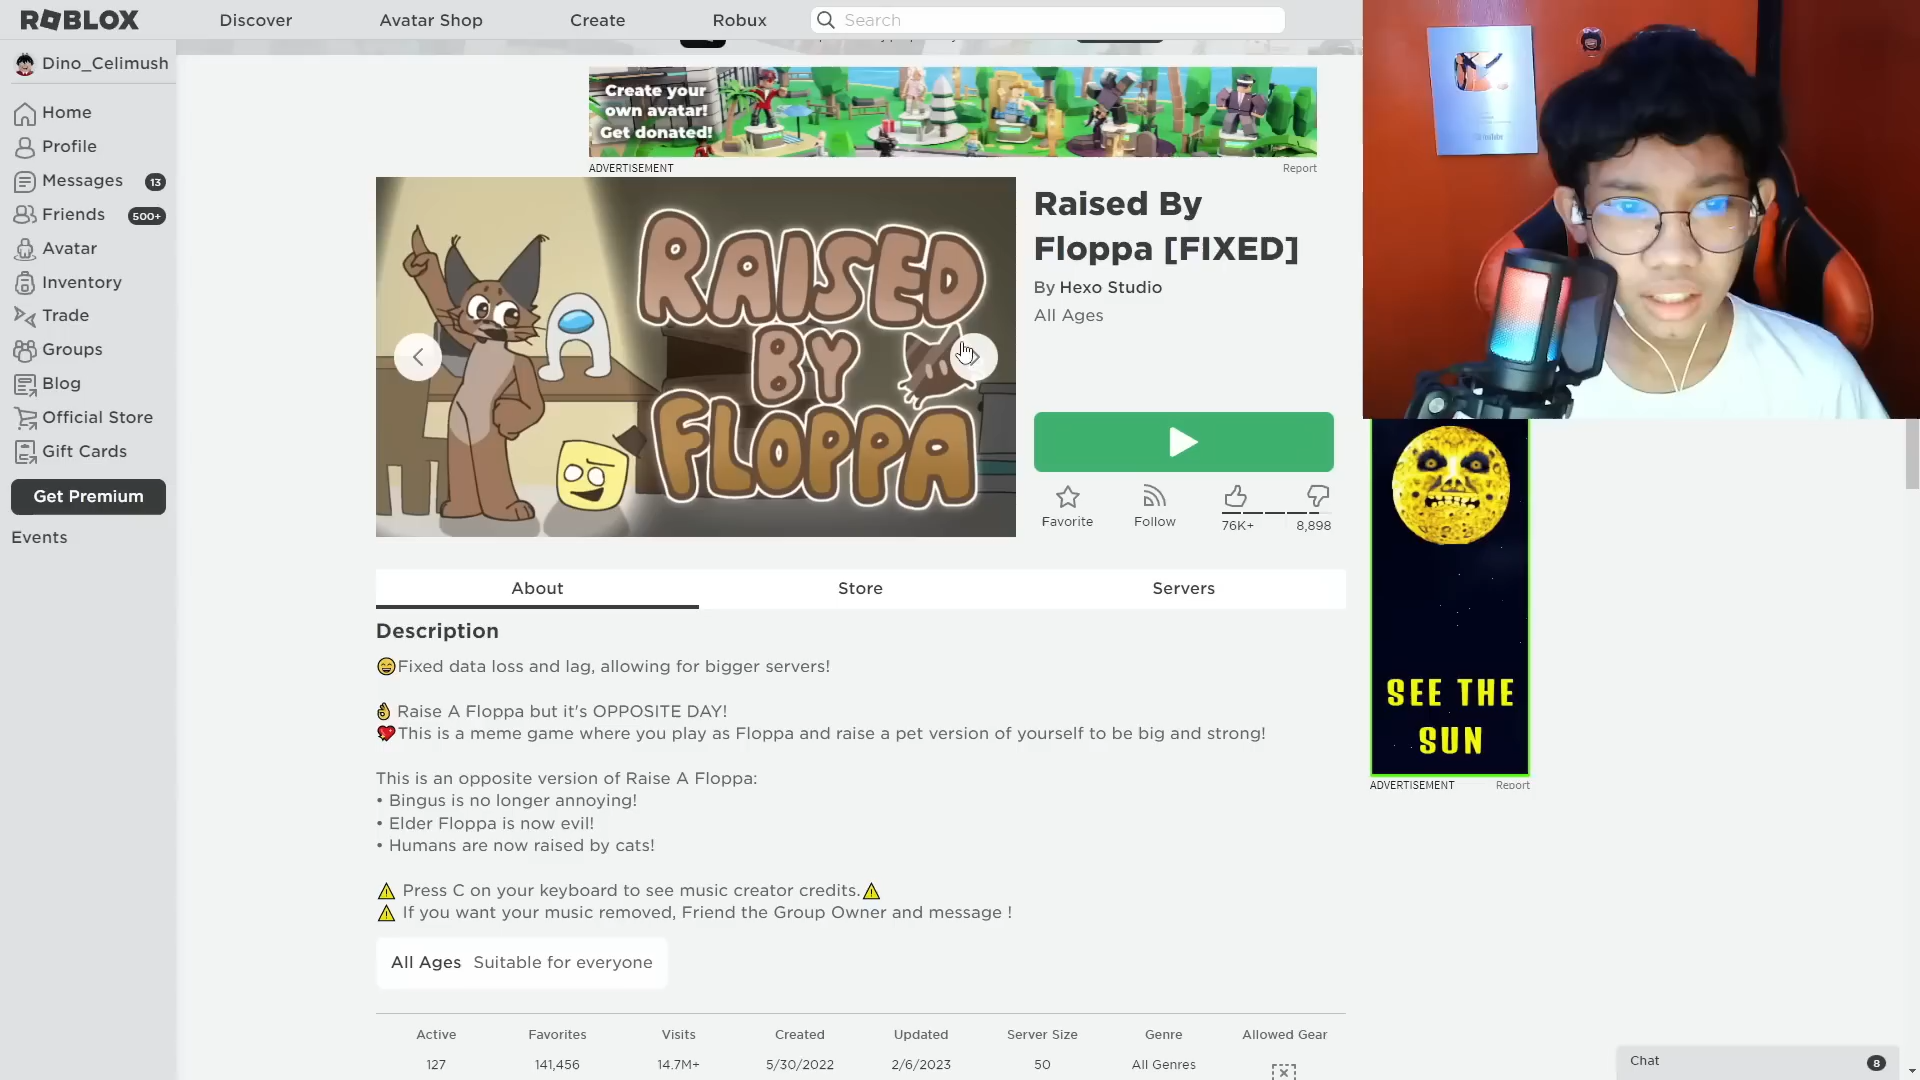 ROBLOX
Discover
Avatar Shop
Create
Robux
Search
Dino_Celimush
Home
Profile
Messages 13
Friends 500+
Avatar
Inventory
Trade
Groups
Blog
Official Store
Gift Cards
Get Premium
Events
Create your
own avatar!
Get donated!
ADVERTISEMENT
Report
RAISED
BY
FLOPPA
Raised By
Floppa [FIXED]
By Hexo Studio
All Ages
Favorite
Follow
76K+
8,898
About
Store
Servers
Description
😄Fixed data loss and lag, allowing for bigger servers!
👌 Raise A Floppa but it's OPPOSITE DAY!
💖This is a meme game where you play as Floppa and raise a pet version of yourself to be big and strong!
This is an opposite version of Raise A Floppa:
• Bingus is no longer annoying!
• Elder Floppa is now evil!
• Humans are now raised by cats!
⚠ Press C on your keyboard to see music creator credits.⚠
⚠ If you want your music removed, Friend the Group Owner and message !
All Ages Suitable for everyone
Active Favorites Visits Created Updated Server Size Genre Allowed Gear
127 141,456 14.7M+ 5/30/2022 2/6/2023 50 All Genres
SEE THE
SUN
ADVERTISEMENT
Report
Chat 8